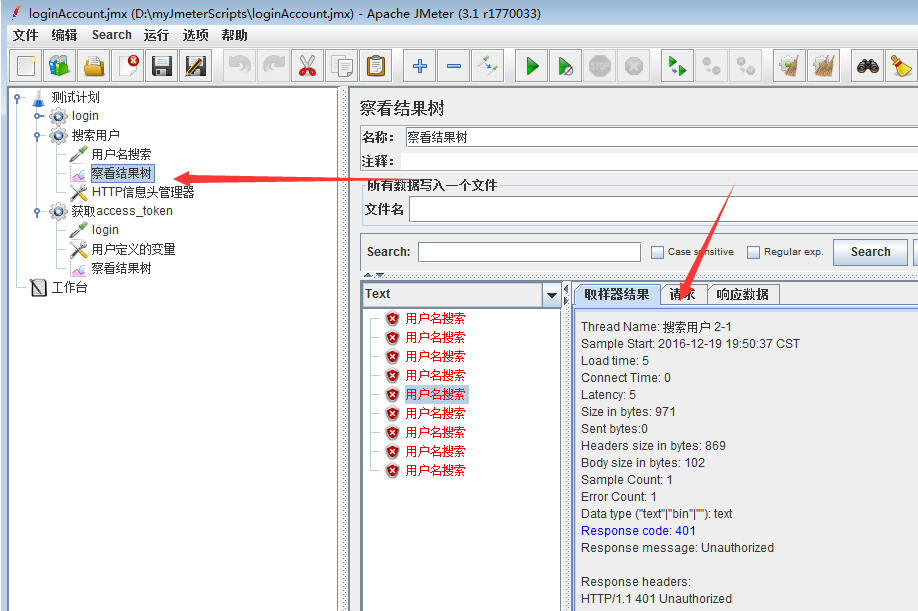 loginAccount.jmx (D:\myJmeterScripts\loginAccount.jmx) - Apache JMeter (3.1 r1770033)
文件 编辑 Search 运行 选项 帮助
STOP
测试计划
login
搜索用户
用户名搜索
察看结果树
HTTP信息头管理器
获取access_token
login
用户定义的变量
察看结果树
工作台
察看结果树
名称: 察看结果树
注释:
所有数据写入一个文件
文件名
Search: Case sensitive Regular exp. Search
Text
用户名搜索
用户名搜索
用户名搜索
用户名搜索
用户名搜索
用户名搜索
用户名搜索
用户名搜索
用户名搜索
取样器结果 请求 响应数据
Thread Name: 搜索用户 2-1
Sample Start: 2016-12-19 19:50:37 CST
Load time: 5
Connect Time: 0
Latency: 5
Size in bytes: 971
Sent bytes:0
Headers size in bytes: 869
Body size in bytes: 102
Sample Count: 1
Error Count: 1
Data type ("text"|"bin"|""): text
Response code: 401
Response message: Unauthorized
Response headers:
HTTP/1.1 401 Unauthorized